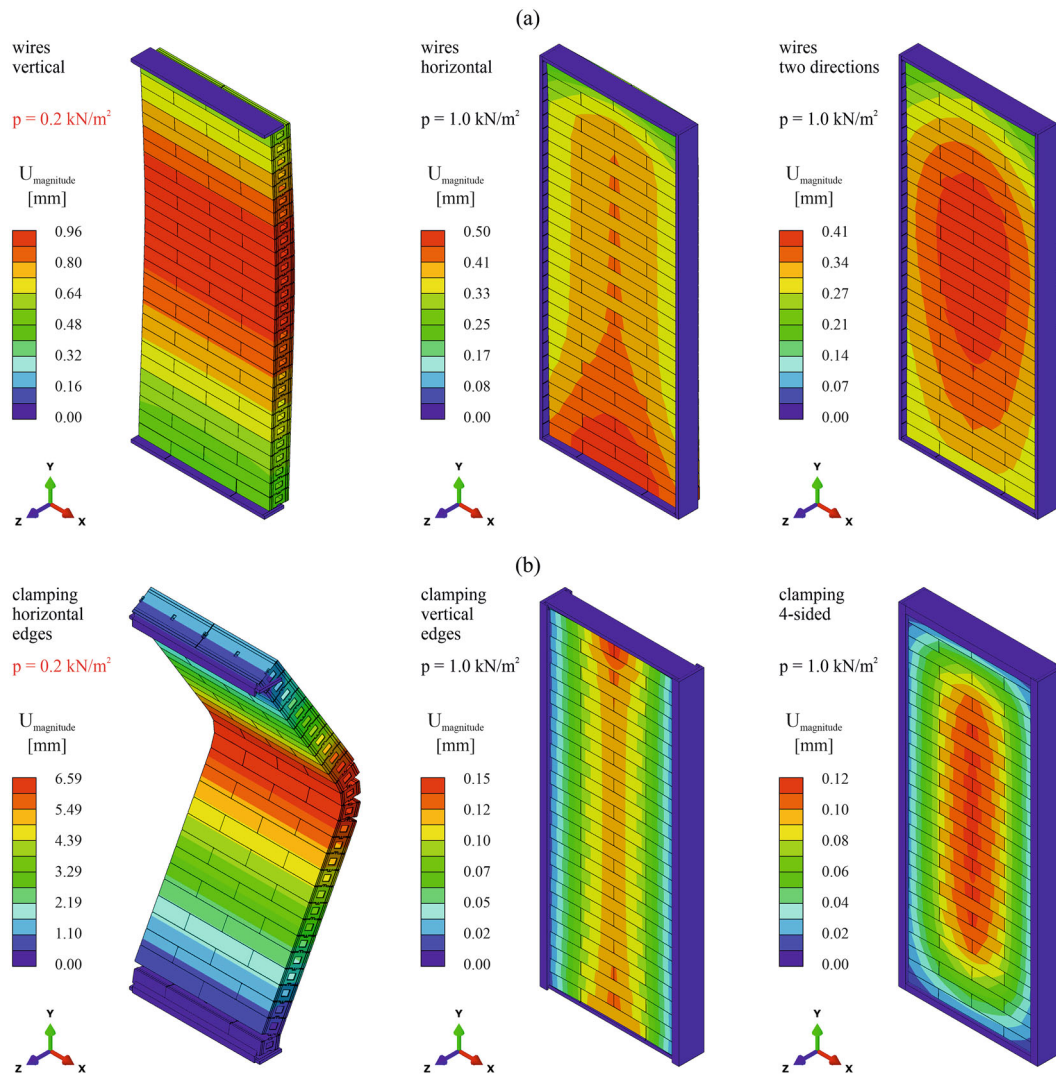 (a)
wires
vertical
p = 0.2 kN/m²
U_magnitude
[mm]
0.96
0.80
0.64
0.48
0.32
0.16
0.00
Y
Z
X
wires
horizontal
p = 1.0 kN/m²
U_magnitude
[mm]
0.50
0.41
0.33
0.25
0.17
0.08
0.00
Y
Z
X
wires
two directions
p = 1.0 kN/m²
U_magnitude
[mm]
0.41
0.34
0.27
0.21
0.14
0.07
0.00
Y
Z
X
(b)
clamping
horizontal
edges
p = 0.2 kN/m²
U_magnitude
[mm]
6.59
5.49
4.39
3.29
2.19
1.10
0.00
Y
Z
X
clamping
vertical
edges
p = 1.0 kN/m²
U_magnitude
[mm]
0.15
0.12
0.10
0.07
0.05
0.02
0.00
Y
Z
X
clamping
4-sided
p = 1.0 kN/m²
U_magnitude
[mm]
0.12
0.10
0.08
0.06
0.04
0.02
0.00
Y
Z
X